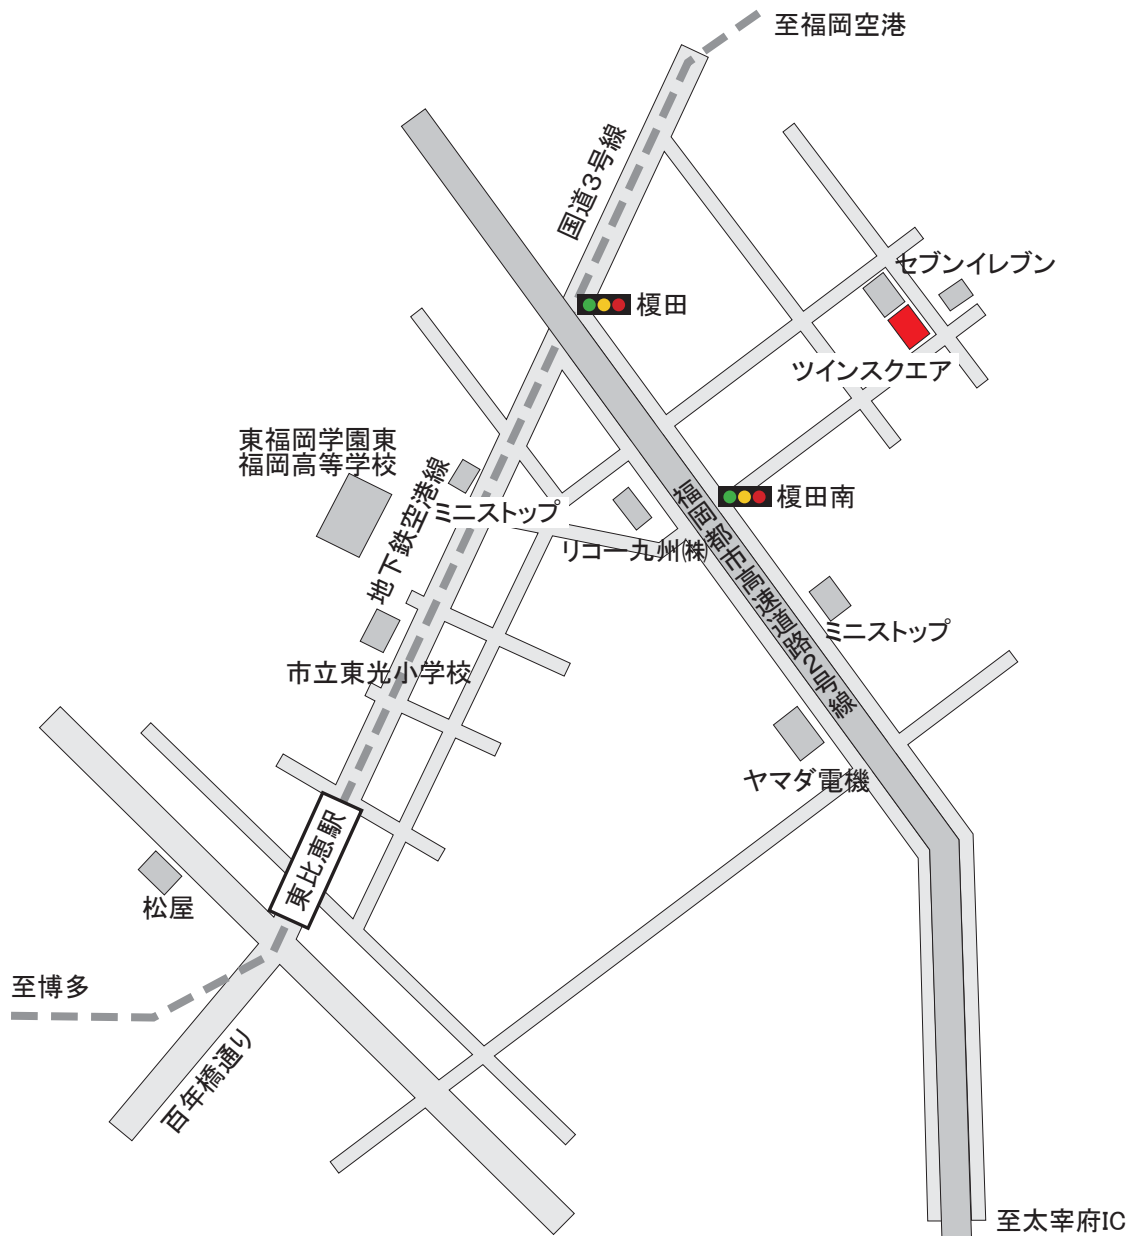 至福岡空港
国道3号線
セブンイレブン
榎田
ツインスクエア
東福岡学園東
福岡高等学校
地下鉄空港線
ミニストップ
榎田南
リコー九州㈱
福岡都市高速道路2号線
ミニストップ
市立東光小学校
ヤマダ電機
東比恵駅
松屋
至博多
百年橋通り
至太宰府IC